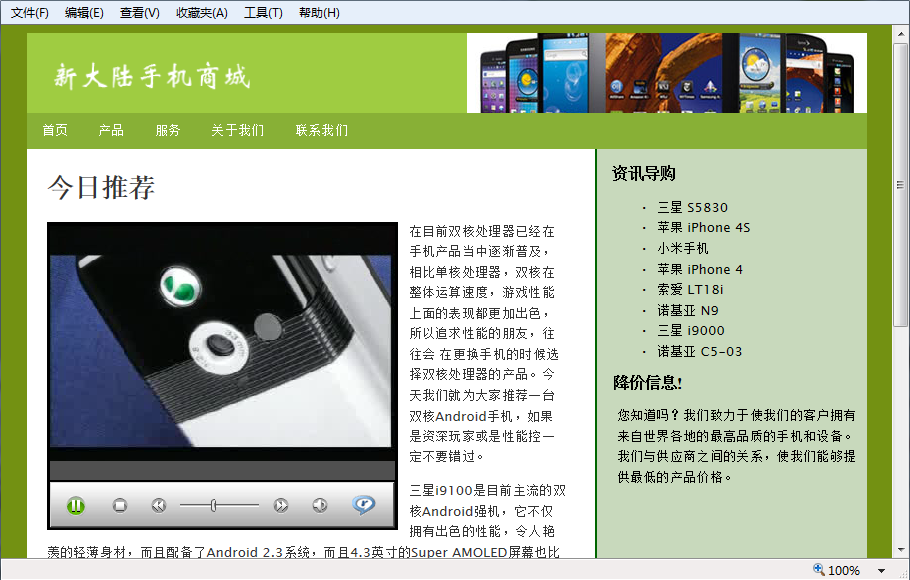 文件(F) 编辑(E) 查看(V) 收藏夹(A) 工具(T) 帮助(H)
新大陆手机商城
首页 产品 服务 关于我们 联系我们
今日推荐
在目前双核处理器已经在
手机产品当中逐渐普及，
相比单核处理器，双核在
整体运算速度，游戏性能
上面的表现都更加出色，
所以追求性能的朋友，往
往会 在更换手机的时候选
择双核处理器的产品。今
天我们就为大家推荐一台
双核Android手机，如果
是资深玩家或是性能控一
定不要错过。
三星i9100是目前主流的双
核Android强机，它不仅
拥有出色的性能，令人艳
羡的轻薄身材，而且配备了Android 2.3系统，而且4.3英寸的Super AMOLED屏幕也比
资讯导购
· 三星 S5830
· 苹果 iPhone 4S
· 小米手机
· 苹果 iPhone 4
· 索爱 LT18i
· 诺基亚 N9
· 三星 i9000
· 诺基亚 C5-03
降价信息!
您知道吗？我们致力于使我们的客户拥有
来自世界各地的最高品质的手机和设备。
我们与供应商之间的关系，使我们能够提
供最低的产品价格。
100%